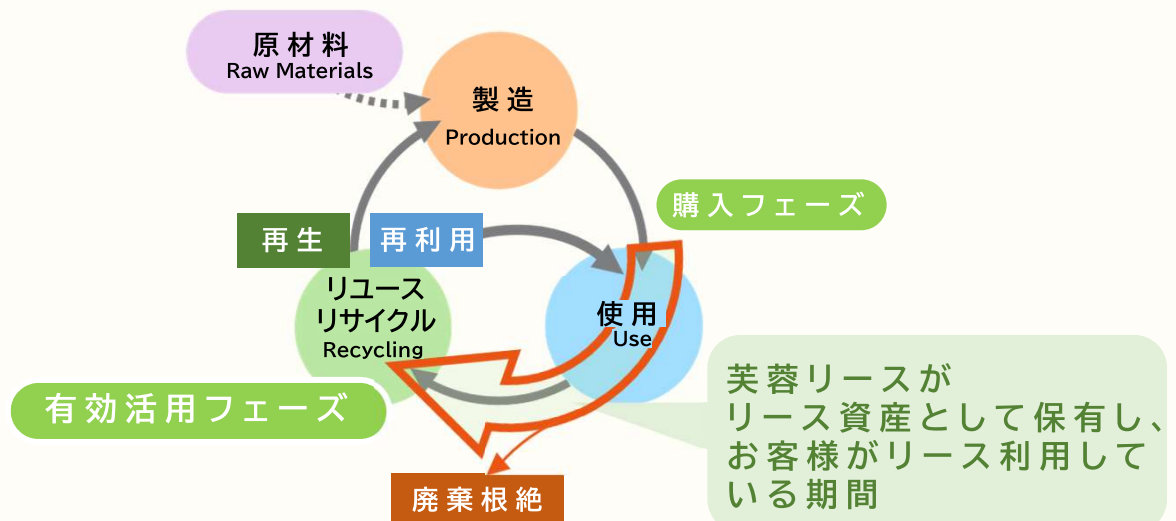 原材料
Raw Materials
製造
Production
購入フェーズ
再生
再利用
リユース
リサイクル
Recycling
使用
Use
有効活用フェーズ
芙蓉リースが
リース資産として保有し、
お客様がリース利用して
いる期間
廃棄根絶